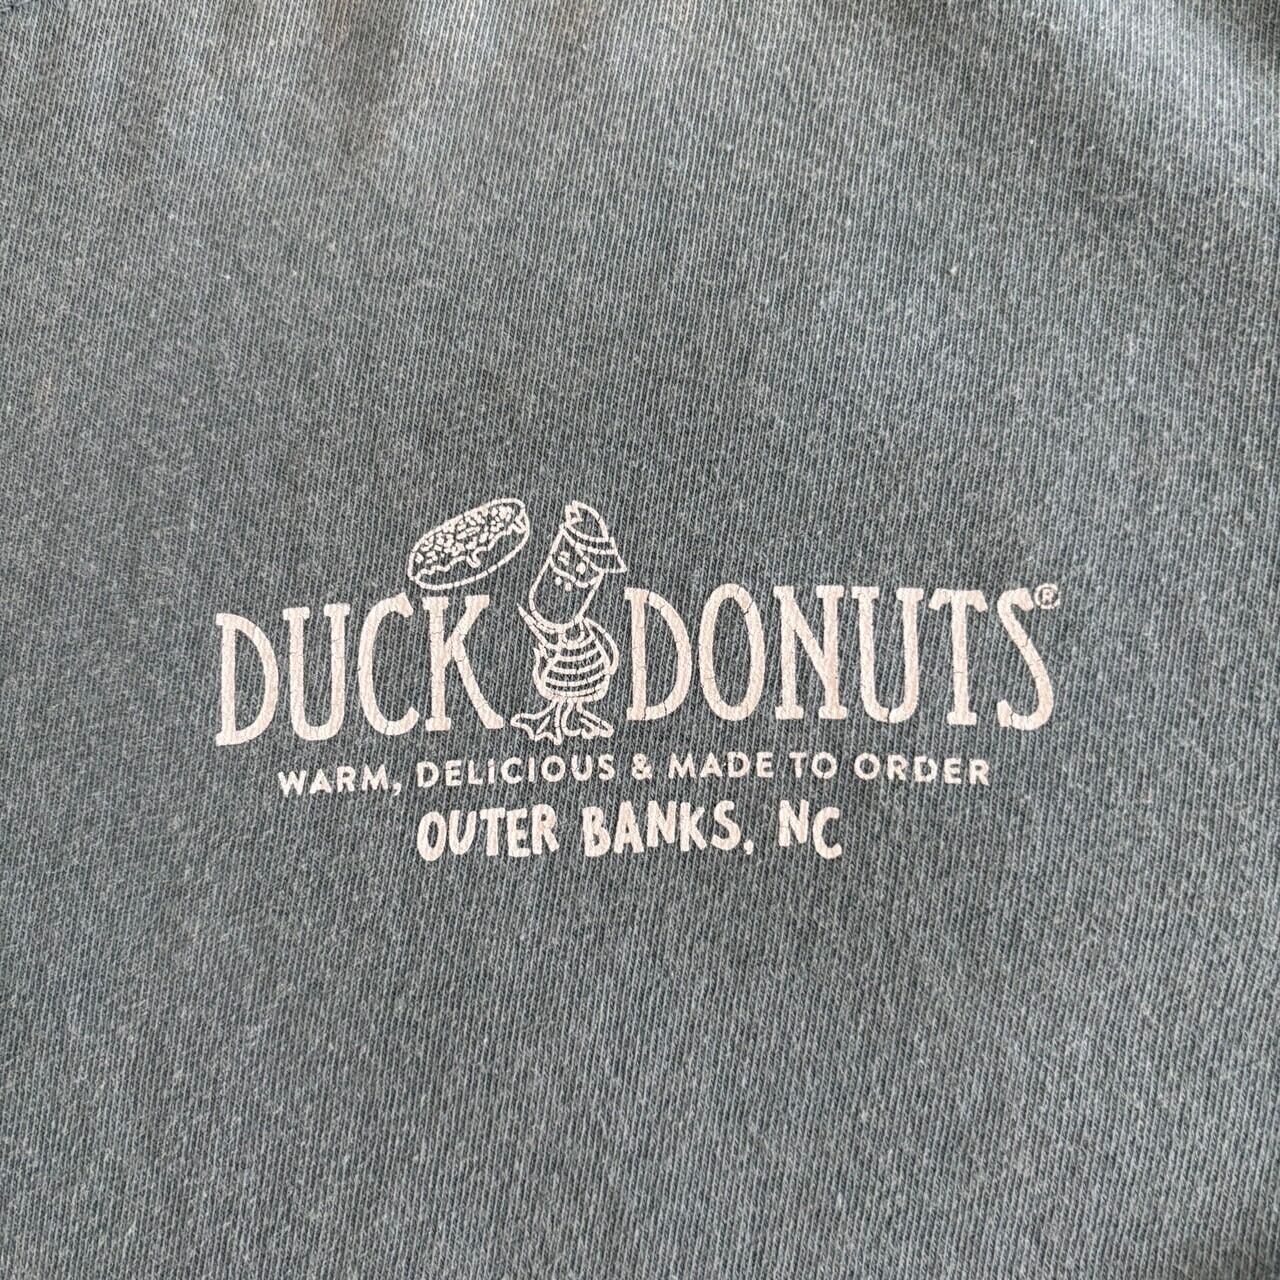 DUCK DONUTS®
WARM, DELiCiOUS & MADE TO ORDER
OUTER BANKS, NC